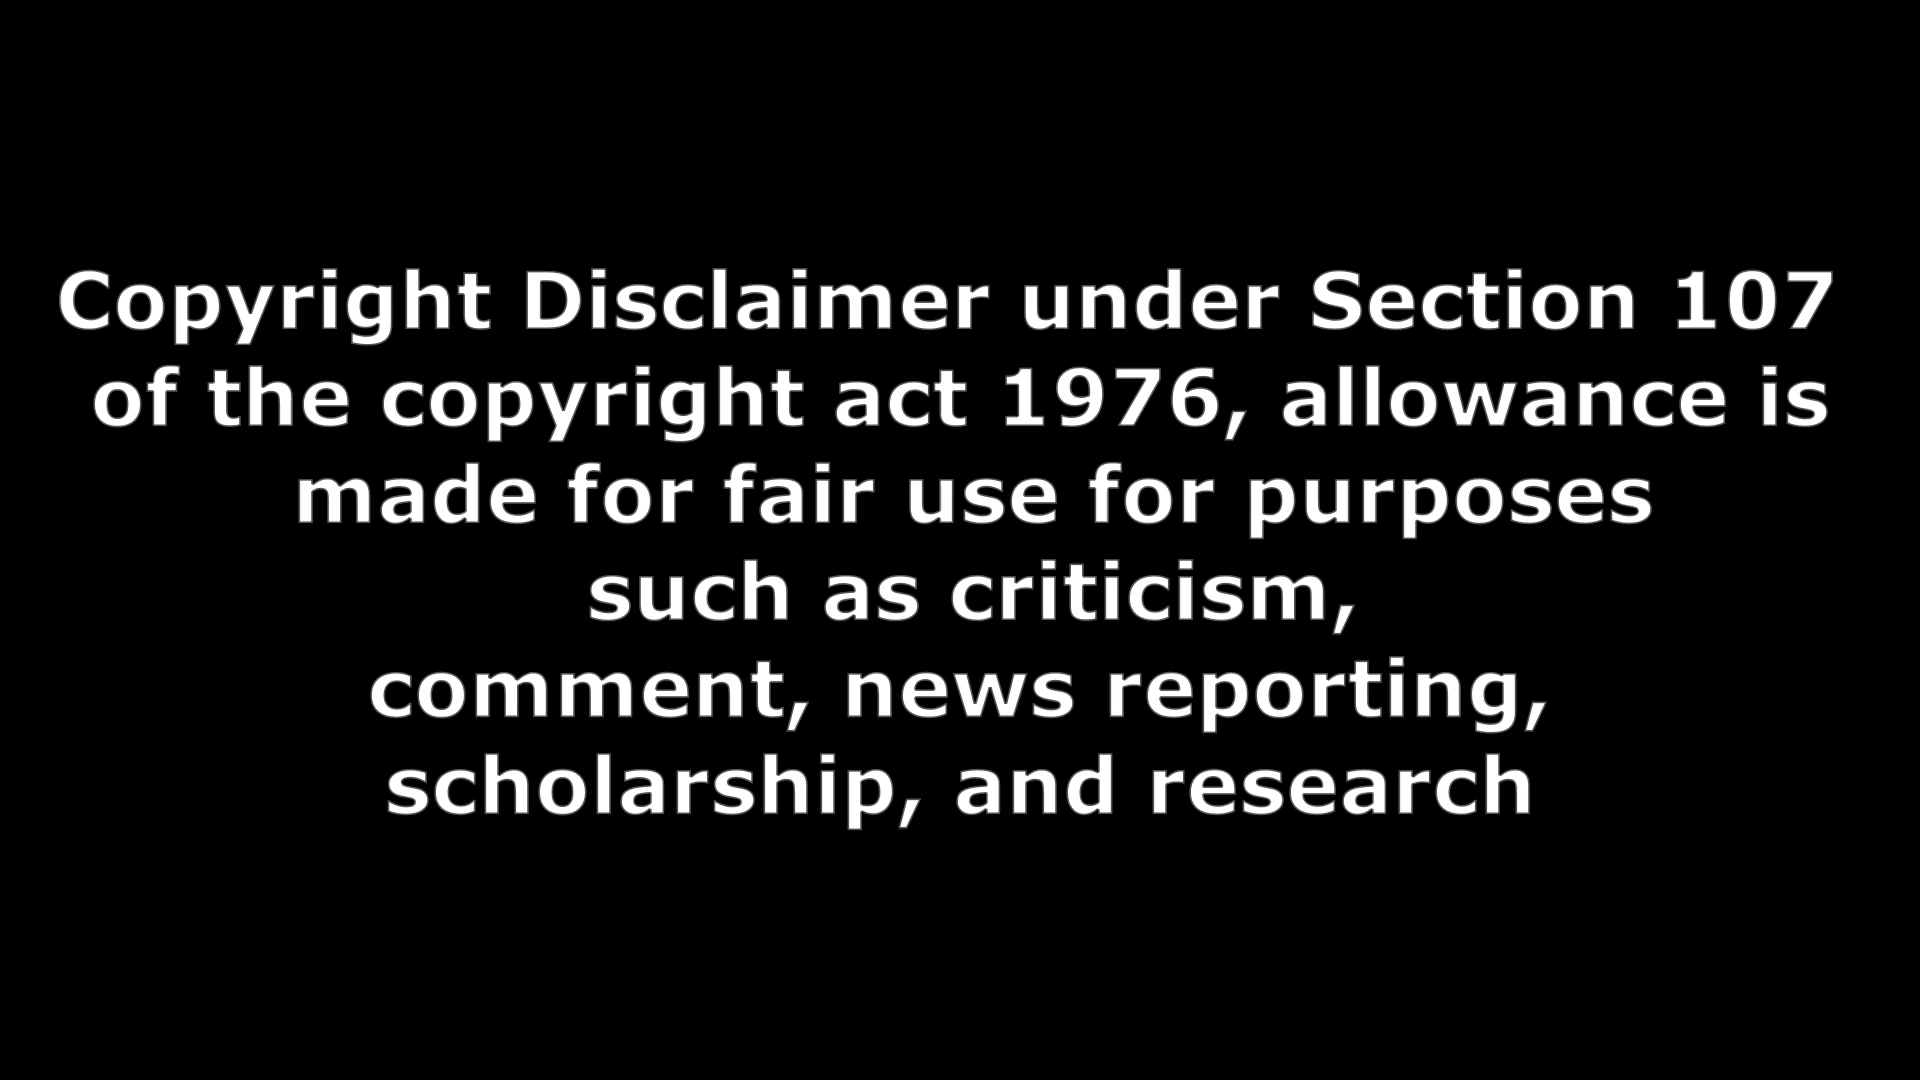 Copyright Disclaimer under Section 107
of the copyright act 1976, allowance is
made for fair use for purposes
such as criticism,
comment, news reporting,
scholarship, and research